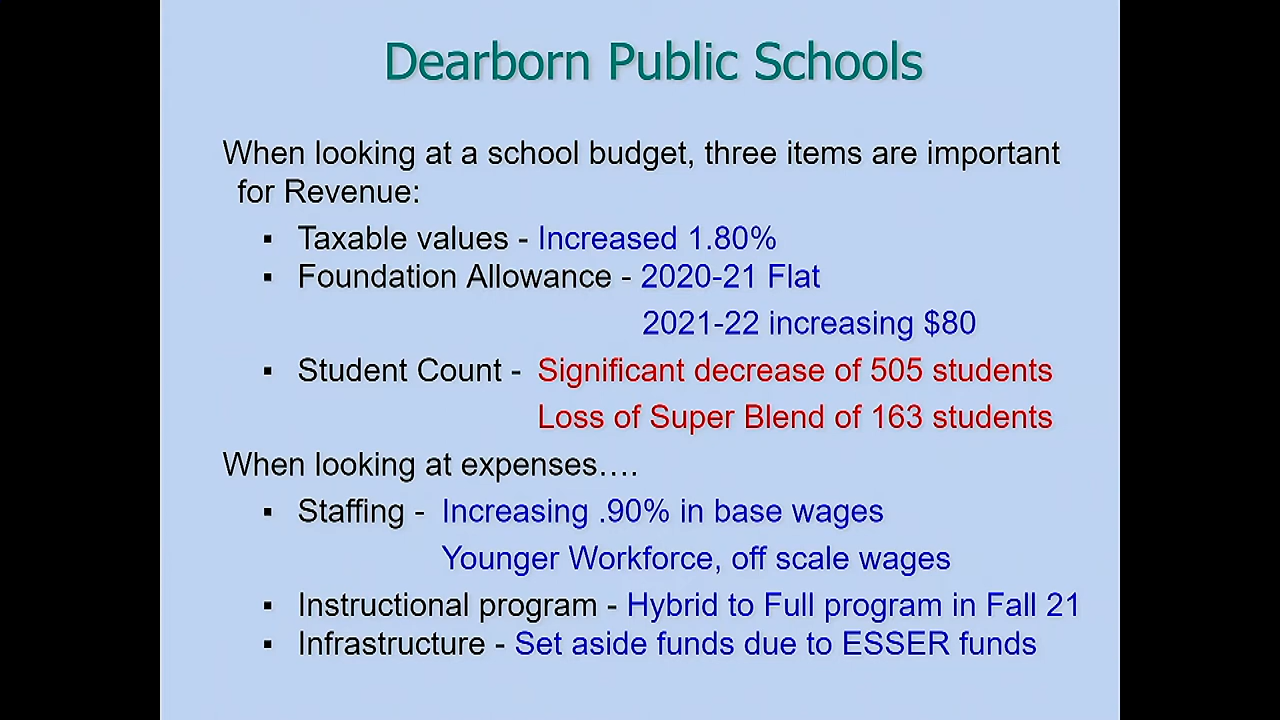 Dearborn Public Schools
When looking at a school budget, three items are important
for Revenue:
▪ Taxable values - Increased 1.80%
▪ Foundation Allowance - 2020-21 Flat
2021-22 increasing $80
▪ Student Count - Significant decrease of 505 students
Loss of Super Blend of 163 students
When looking at expenses….
▪ Staffing - Increasing .90% in base wages
Younger Workforce, off scale wages
▪ Instructional program - Hybrid to Full program in Fall 21
▪ Infrastructure - Set aside funds due to ESSER funds